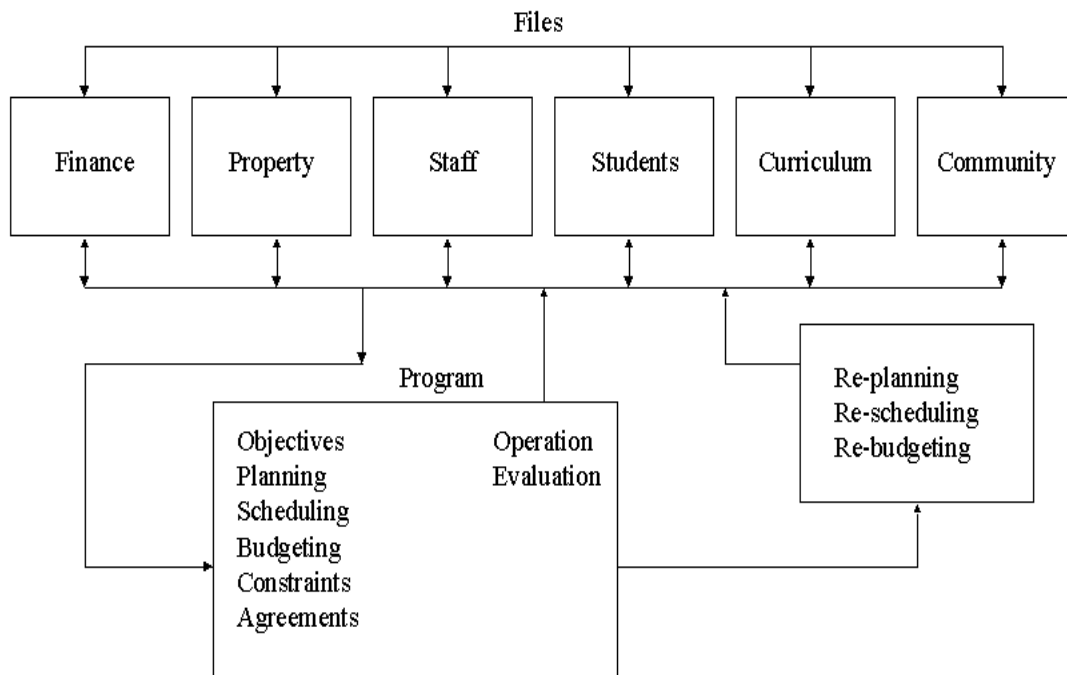 Files
Finance
Property
Staff
Students
Curriculum
Community
Program
Objectives
Planning
Scheduling
Budgeting
Constraints
Agreements
Operation
Evaluation
Re-planning
Re-scheduling
Re-budgeting